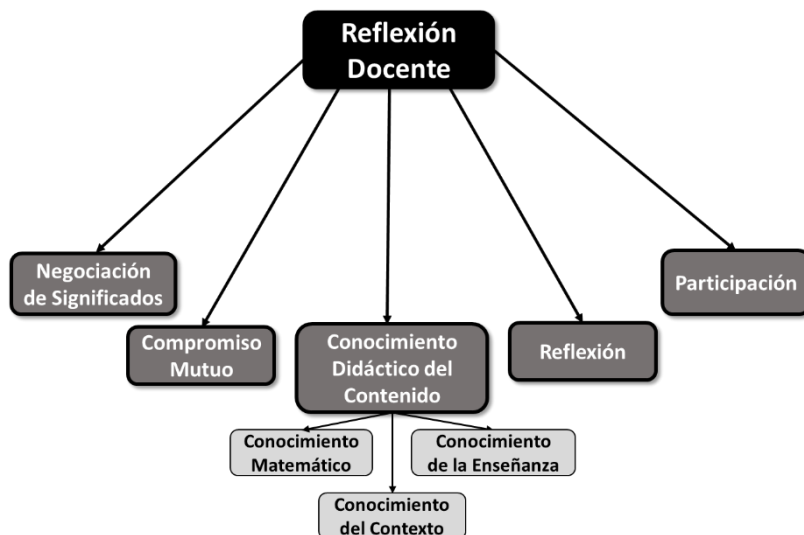 Reflexión
Docente
Negociación
de Significados
Compromiso
Mutuo
Conocimiento
Didáctico del
Contenido
Reflexión
Participación
Conocimiento
Matemático
Conocimiento
del Contexto
Conocimiento
de la Enseñanza